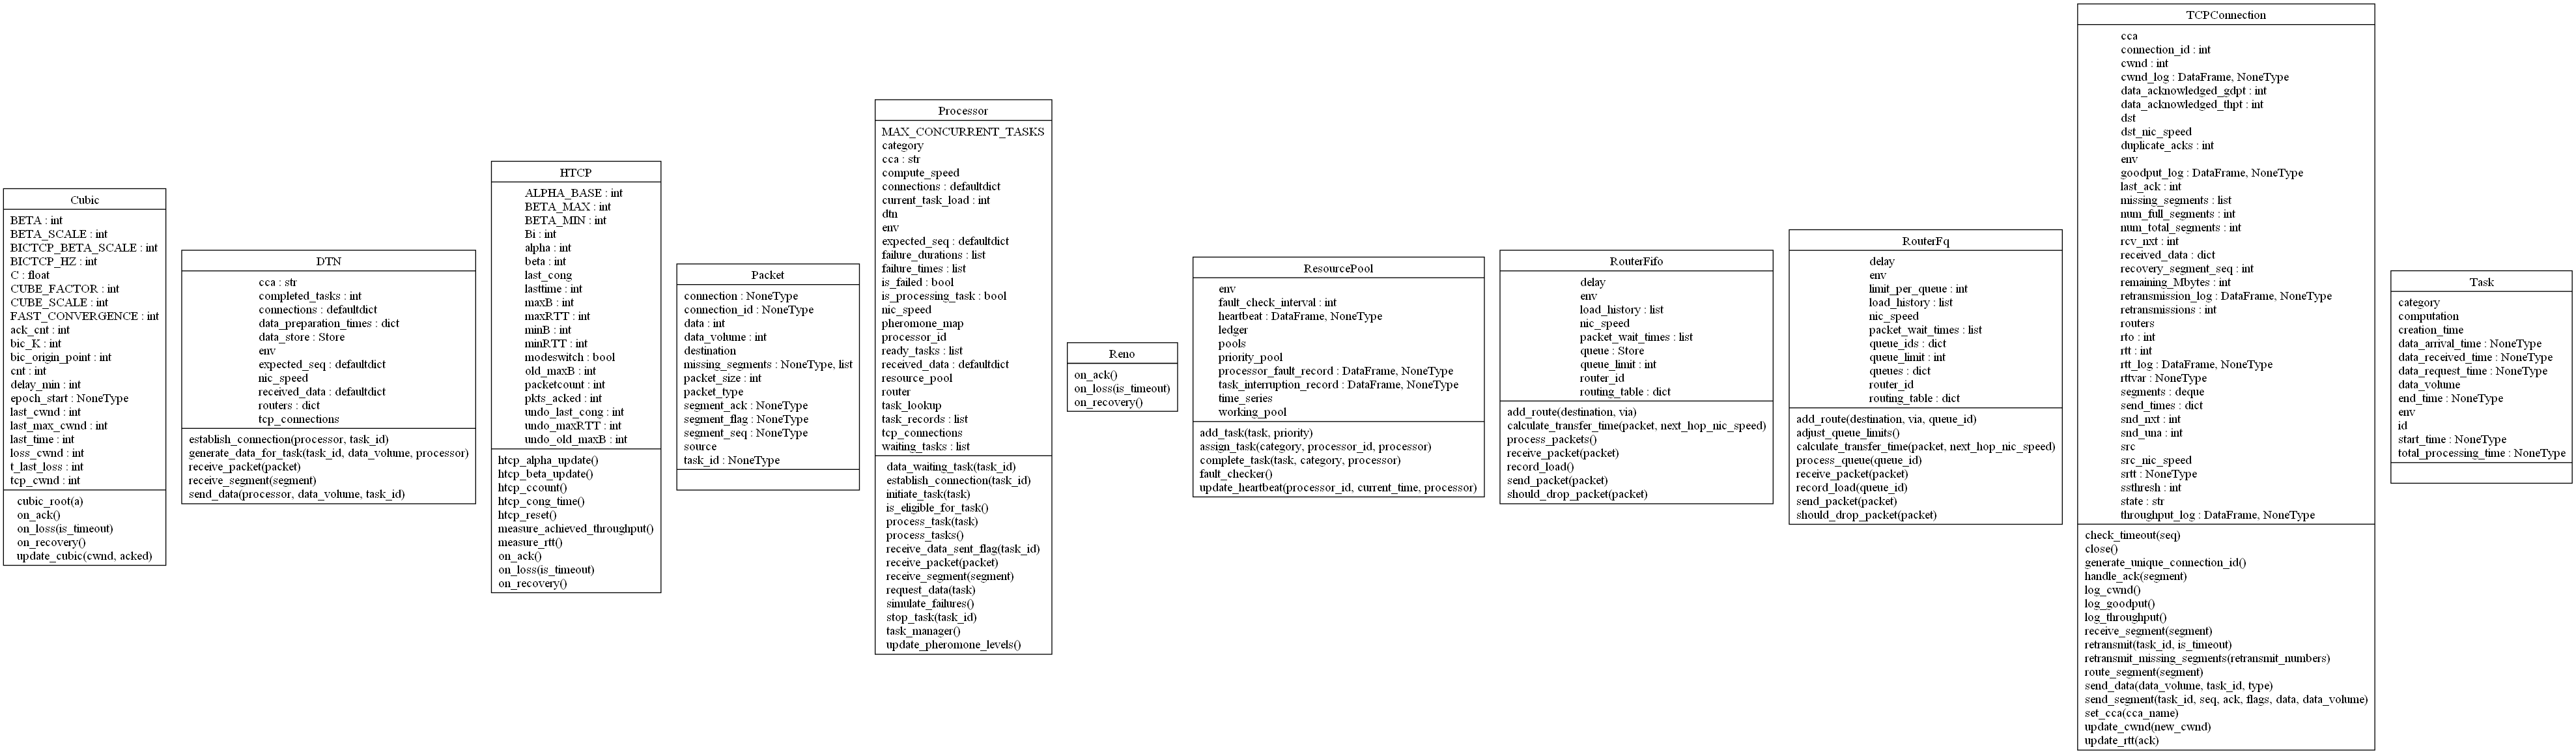 Cubic
BETA : int
BETA_SCALE : int
BICTCP_BETA_SCALE : int
BICTCP_HZ : int
C : float
CUBE_FACTOR : int
CUBE_SCALE : int
FAST_CONVERGENCE : int
ack_cnt : int
bic_K : int
bic_origin_point : int
cnt : int
delay_min : int
epoch_start : NoneType
last_cwnd : int
last_max_cwnd : int
last_time : int
loss_cwnd : int
t_last_loss : int
tcp_cwnd : int
cubic_root(a)
on_ack()
on_loss(is_timeout)
on_recovery()
update_cubic(cwnd, acked)
DTN
cca : str
completed_tasks : int
connections : defaultdict
data_preparation_times : dict
data_store : Store
env
expected_seq : defaultdict
nic_speed
received_data : defaultdict
routers : dict
tcp_connections
establish_connection(processor, task_id)
generate_data_for_task(task_id, data_volume, processor)
receive_packet(packet)
receive_segment(segment)
send_data(processor, data_volume, task_id)
HTCP
ALPHA_BASE : int
BETA_MAX : int
BETA_MIN : int
Bi : int
alpha : int
beta : int
last_cong
lasttime : int
maxB : int
maxRTT : int
minB : int
minRTT : int
modeswitch : bool
old_maxB : int
packetcount : int
pkts_acked : int
undo_last_cong : int
undo_maxRTT : int
undo_old_maxB : int
htcp_alpha_update()
htcp_beta_update()
htcp_ccount()
htcp_cong_time()
htcp_reset()
measure_achieved_throughput()
measure_rtt()
on_ack()
on_loss(is_timeout)
on_recovery()
Packet
connection : NoneType
connection_id : NoneType
data : int
data_volume : int
destination
missing_segments : NoneType, list
packet_size : int
packet_type
segment_ack : NoneType
segment_flag : NoneType
segment_seq : NoneType
source
task_id : NoneType
Processor
MAX_CONCURRENT_TASKS
category
cca : str
compute_speed
connections : defaultdict
current_task_load : int
dtn
env
expected_seq : defaultdict
failure_durations : list
failure_times : list
is_failed : bool
is_processing_task : bool
nic_speed
pheromone_map
processor_id
ready_tasks : list
received_data : defaultdict
resource_pool
router
task_lookup
task_records : list
tcp_connections
waiting_tasks : list
data_waiting_task(task_id)
establish_connection(task_id)
initiate_task(task)
is_eligible_for_task()
process_task(task)
process_tasks()
receive_data_sent_flag(task_id)
receive_packet(packet)
receive_segment(segment)
request_data(task)
simulate_failures()
stop_task(task_id)
task_manager()
update_pheromone_levels()
Reno
on_ack()
on_loss(is_timeout)
on_recovery()
ResourcePool
env
fault_check_interval : int
heartbeat : DataFrame, NoneType
ledger
pools
priority_pool
processor_fault_record : DataFrame, NoneType
task_interruption_record : DataFrame, NoneType
time_series
working_pool
add_task(task, priority)
assign_task(category, processor_id, processor)
complete_task(task, category, processor)
fault_checker()
update_heartbeat(processor_id, current_time, processor)
RouterFifo
delay
env
load_history : list
nic_speed
packet_wait_times : list
queue : Store
queue_limit : int
router_id
routing_table : dict
add_route(destination, via)
calculate_transfer_time(packet, next_hop_nic_speed)
process_packets()
receive_packet(packet)
record_load()
send_packet(packet)
should_drop_packet(packet)
RouterFq
delay
env
limit_per_queue : int
load_history : list
nic_speed
packet_wait_times : list
queue_ids : dict
queue_limit : int
queues : dict
router_id
routing_table : dict
add_route(destination, via, queue_id)
adjust_queue_limits()
calculate_transfer_time(packet, next_hop_nic_speed)
process_queue(queue_id)
receive_packet(packet)
record_load(queue_id)
send_packet(packet)
should_drop_packet(packet)
TCPConnection
cca
connection_id : int
cwnd : int
cwnd_log : DataFrame, NoneType
data_acknowledged_gdpt : int
data_acknowledged_thpt : int
dst
dst_nic_speed
duplicate_acks : int
env
goodput_log : DataFrame, NoneType
last_ack : int
missing_segments : list
num_full_segments : int
num_total_segments : int
rcv_nxt : int
received_data : dict
recovery_segment_seq : int
remaining_Mbytes : int
retransmission_log : DataFrame, NoneType
retransmissions : int
routers
rto : int
rtt : int
rtt_log : DataFrame, NoneType
rttvar : NoneType
segments : deque
send_times : dict
snd_nxt : int
snd_una : int
src
src_nic_speed
srtt : NoneType
ssthresh : int
state : str
throughput_log : DataFrame, NoneType
check_timeout(seq)
close()
generate_unique_connection_id()
handle_ack(segment)
log_cwnd()
log_goodput()
log_throughput()
receive_segment(segment)
retransmit(task_id, is_timeout)
retransmit_missing_segments(retransmit_numbers)
route_segment(segment)
send_data(data_volume, task_id, type)
send_segment(task_id, seq, ack, flags, data, data_volume)
set_cca(cca_name)
update_cwnd(new_cwnd)
update_rtt(ack)
Task
category
computation
creation_time
data_arrival_time : NoneType
data_received_time : NoneType
data_request_time : NoneType
data_volume
end_time : NoneType
env
id
start_time : NoneType
total_processing_time : NoneType